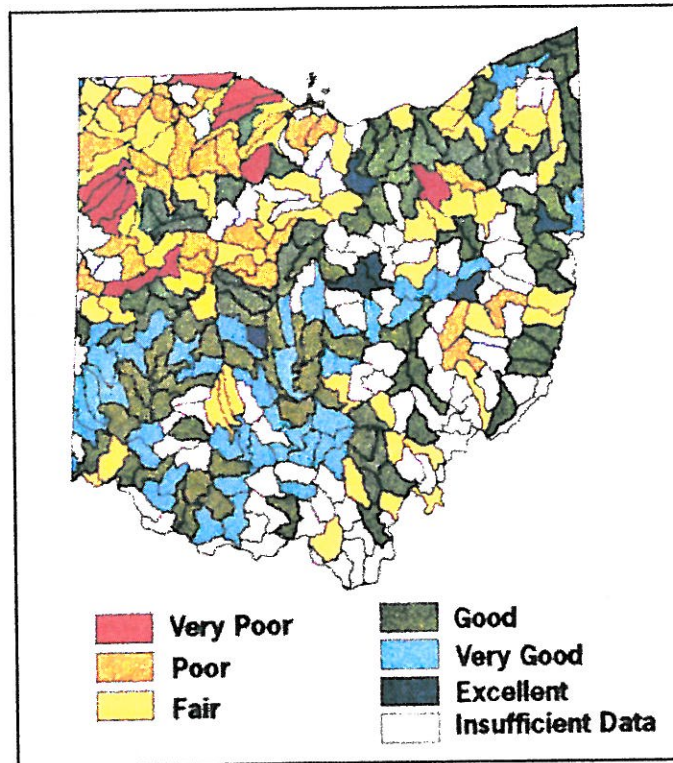 Very Poor
Poor
Fair
Good
Very Good
Excellent
Insufficient Data